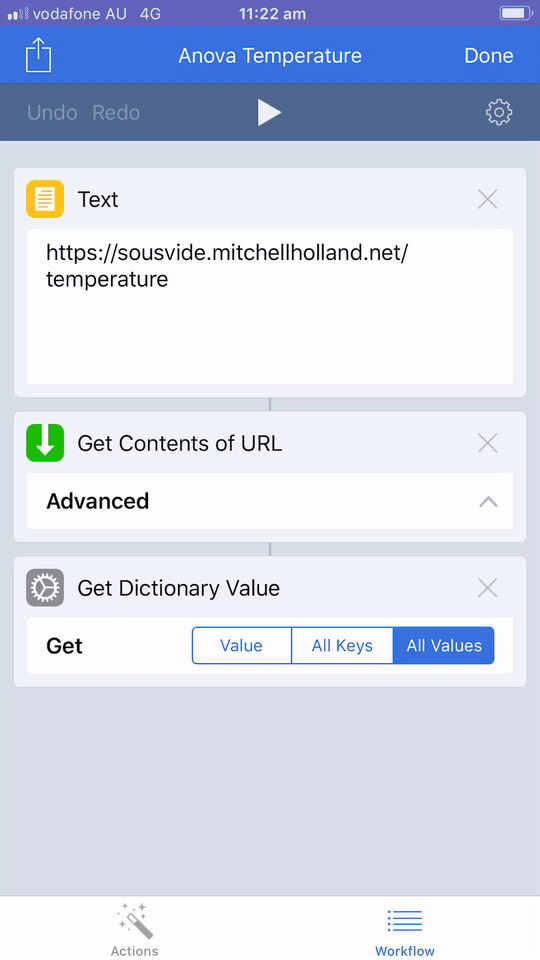 vodafone AU 4G 11:22 am
Anova Temperature Done
Undo Redo
Text
https://sousvide.mitchellholland.net/
temperature
Get Contents of URL
Advanced
Get Dictionary Value
Get Value All Keys All Values
Actions Workflow